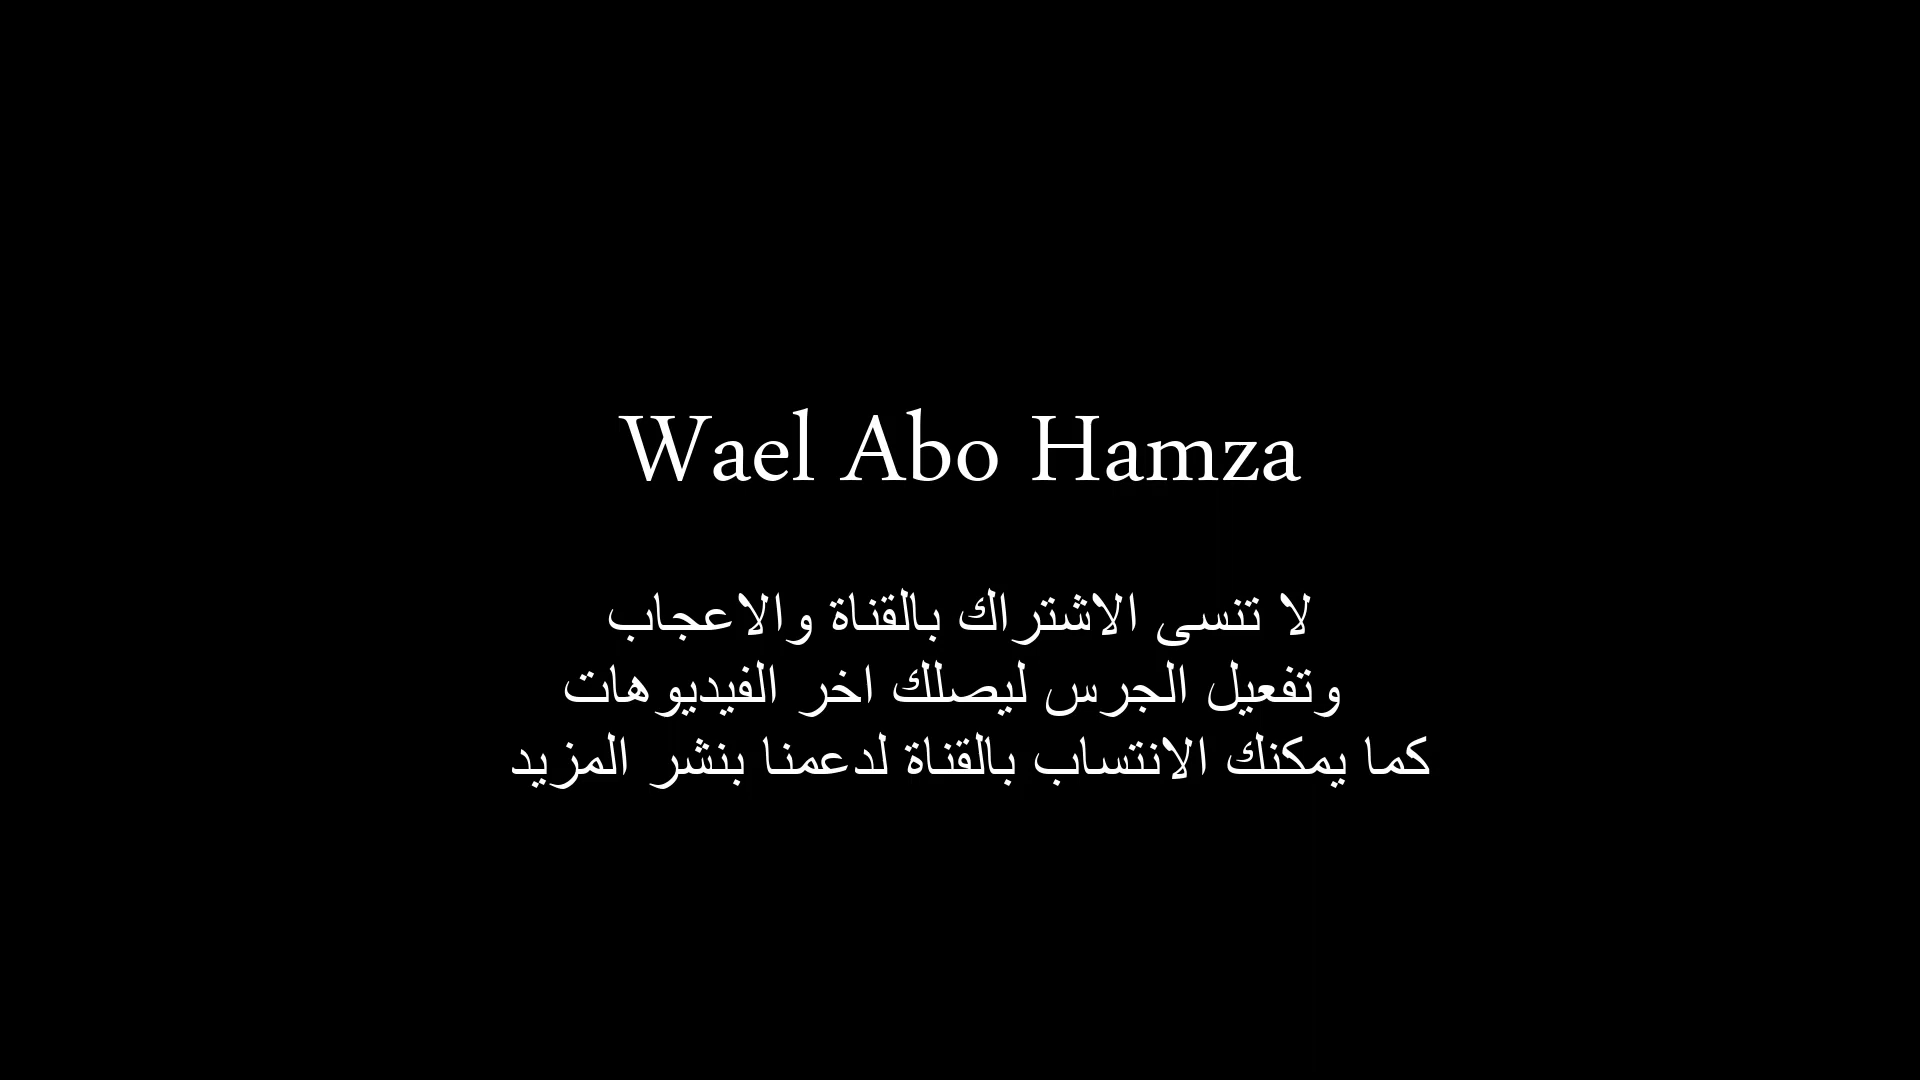 Wael Abo Hamza
لا تنسى الاشتراك بالقناة والاعجاب
وتفعيل الجرس ليصلك اخر الفيديوهات
كما يمكنك الانتساب بالقناة لدعمنا بنشر المزيد